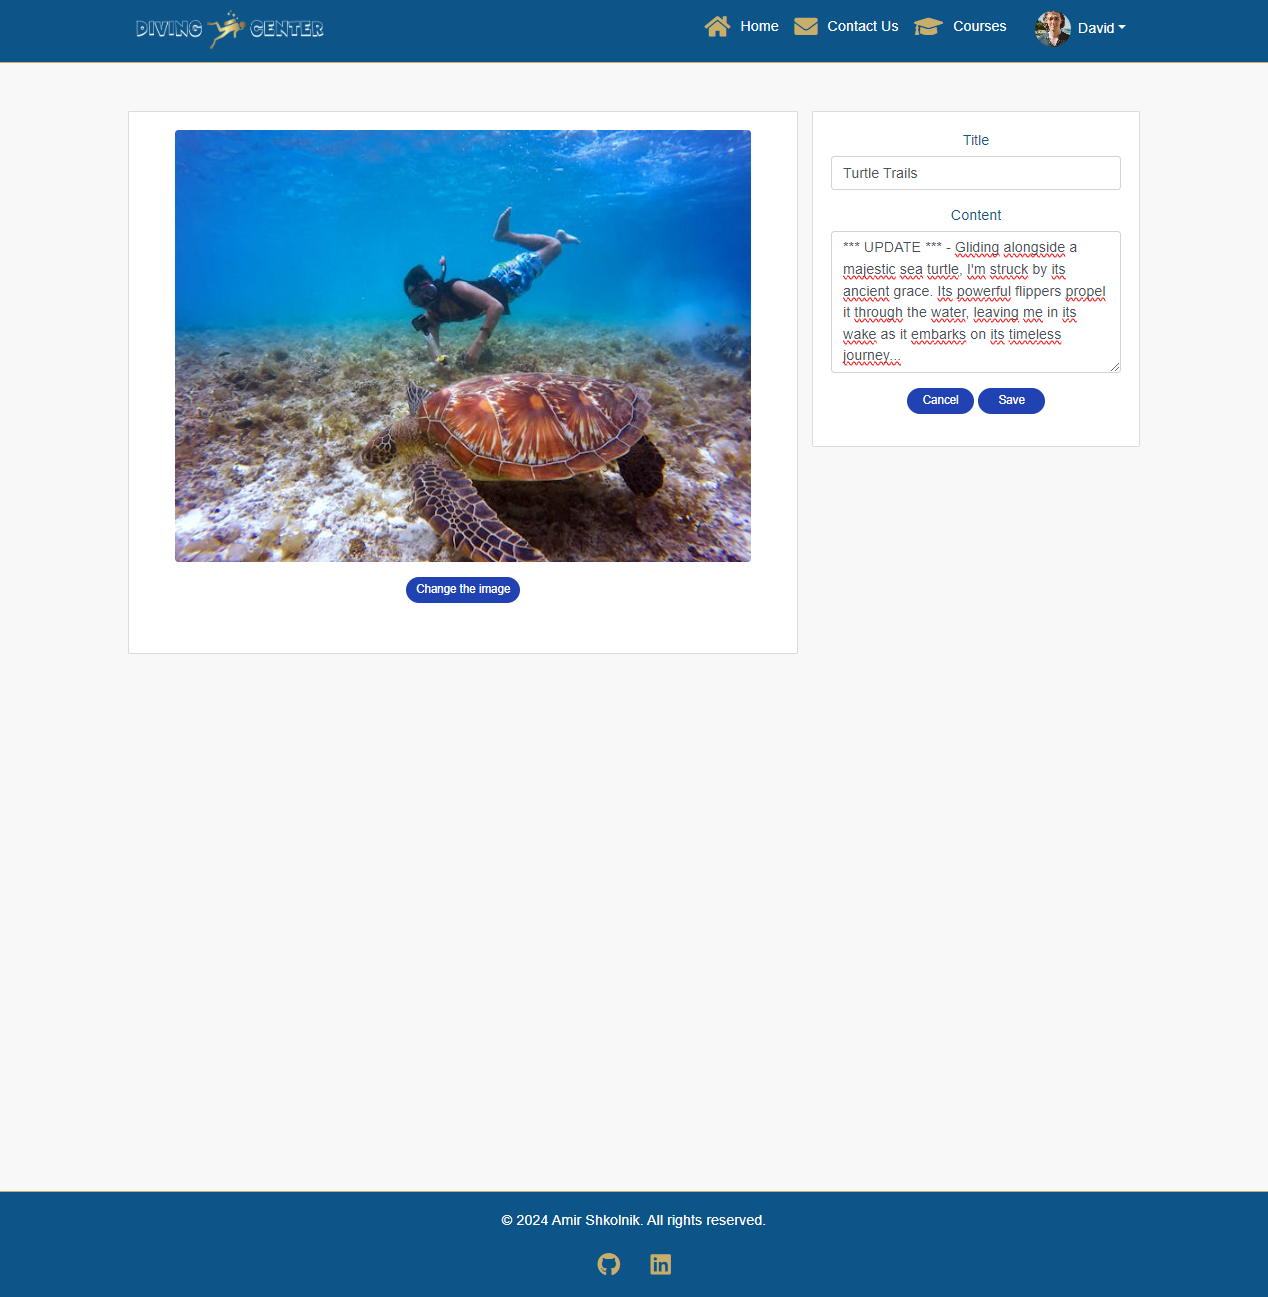 DIVING CENTER
Home
Contact Us
Courses
David
Title
Turtle Trails
Content
*** UPDATE *** - Gliding alongside a
majestic sea turtle, I'm struck by its
ancient grace. Its powerful flippers propel
it through the water, leaving me in its
wake as it embarks on its timeless
journey...
Cancel
Save
Change the image
© 2024 Amir Shkolnik. All rights reserved.
in